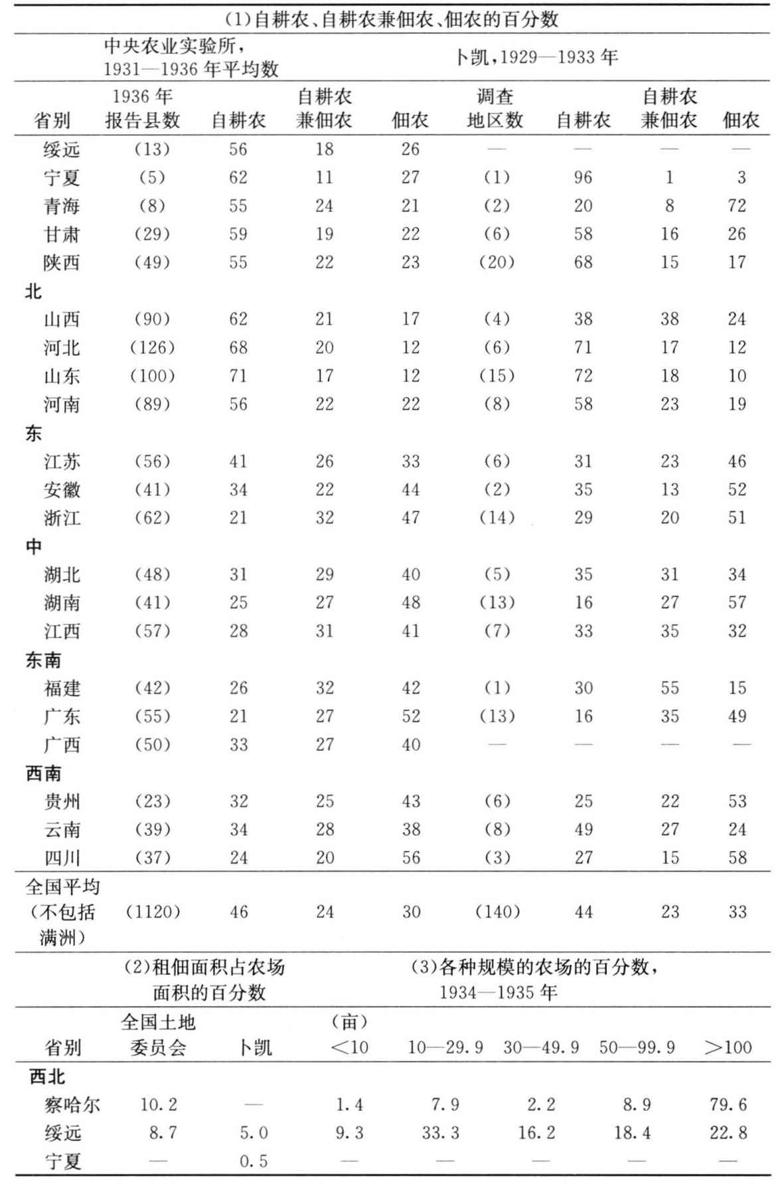 (1)自耕农、自耕农兼佃农、佃农的百分数
中央农业实验所, 卜凯,1929—1933年
1931—1936年平均数
1936年 自耕农 调查 自耕农
省别 报告县数 自耕农 兼佃农 佃农 地区数 自耕农 兼佃农 佃农
绥远 (13) 56 18 26 — — — —
宁夏 (5) 62 11 27 (1) 96 1 3
青海 (8) 55 24 21 (2) 20 8 72
甘肃 (29) 59 19 22 (6) 58 16 26
陕西 (49) 55 22 23 (20) 68 15 17
北
山西 (90) 62 21 17 (4) 38 38 24
河北 (126) 68 20 12 (6) 71 17 12
山东 (100) 71 17 12 (15) 72 18 10
河南 (89) 56 22 22 (8) 58 23 19
东
江苏 (56) 41 26 33 (6) 31 23 46
安徽 (41) 34 22 44 (2) 35 13 52
浙江 (62) 21 32 47 (14) 29 20 51
中
湖北 (48) 31 29 40 (5) 35 31 34
湖南 (41) 25 27 48 (13) 16 27 57
江西 (57) 28 31 41 (7) 33 35 32
东南
福建 (42) 26 32 42 (1) 30 55 15
广东 (55) 21 27 52 (13) 16 35 49
广西 (50) 33 27 40 — — — —
西南
贵州 (23) 32 25 43 (6) 25 22 53
云南 (39) 34 28 38 (8) 49 27 24
四川 (37) 24 20 56 (3) 27 15 58
全国平均
(不包括 (1120) 46 24 30 (140) 44 23 33
满洲)
(2)租佃面积占农场 (3)各种规模的农场的百分数,
面积的百分数 1934—1935年
全国土地 (亩)
省别 委员会 卜凯 <10 10—29.9 30—49.9 50—99.9 >100
西北
察哈尔 10.2 — 1.4 7.9 2.2 8.9 79.6
绥远 8.7 5.0 9.3 33.3 16.2 18.4 22.8
宁夏 — 0.5 — — — — —